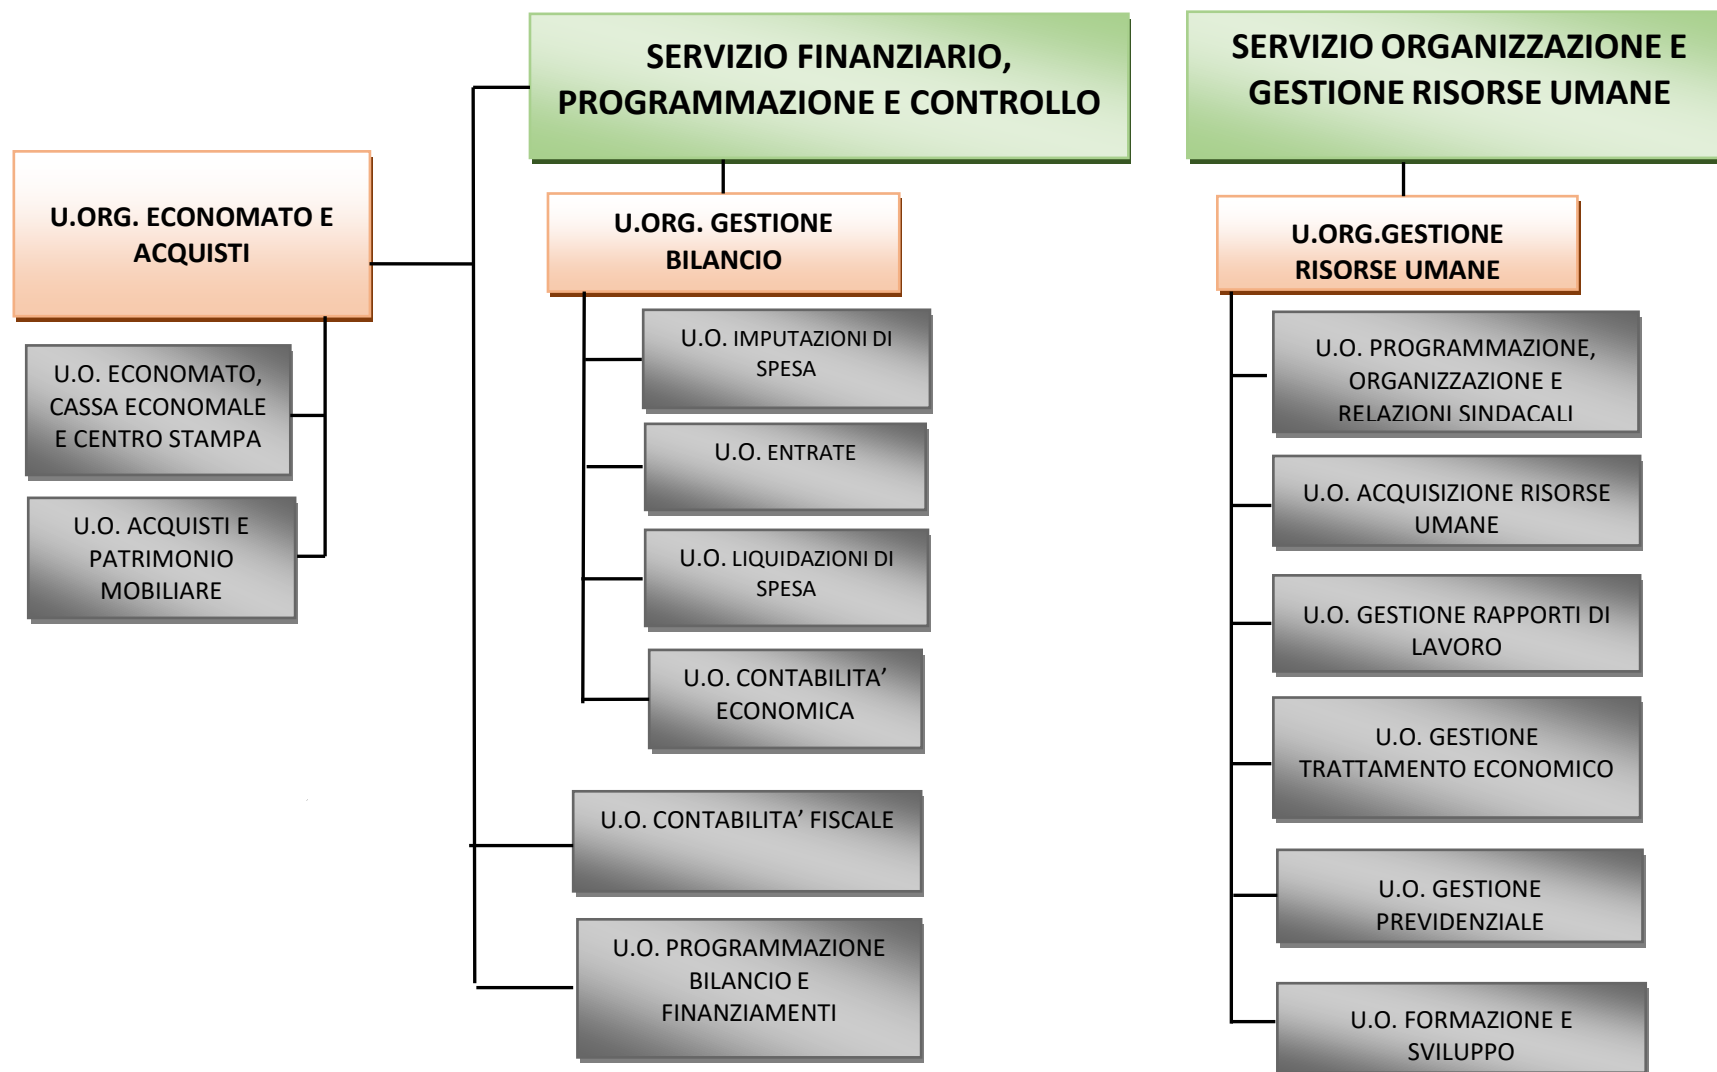 SERVIZIO FINANZIARIO,
PROGRAMMAZIONE E CONTROLLO
SERVIZIO ORGANIZZAZIONE E
GESTIONE RISORSE UMANE
U.ORG. ECONOMATO E
ACQUISTI
U.O. ECONOMATO,
CASSA ECONOMALE
E CENTRO STAMPA
U.O. ACQUISTI E
PATRIMONIO
MOBILIARE
U.ORG. GESTIONE
BILANCIO
U.O. IMPUTAZIONI DI
SPESA
U.O. ENTRATE
U.O. LIQUIDAZIONI DI
SPESA
U.O. CONTABILITA’
ECONOMICA
U.O. CONTABILITA’ FISCALE
U.O. PROGRAMMAZIONE
BILANCIO E
FINANZIAMENTI
U.ORG.GESTIONE
RISORSE UMANE
U.O. PROGRAMMAZIONE,
ORGANIZZAZIONE E
RELAZIONI SINDACALI
U.O. ACQUISIZIONE RISORSE
UMANE
U.O. GESTIONE RAPPORTI DI
LAVORO
U.O. GESTIONE
TRATTAMENTO ECONOMICO
U.O. GESTIONE
PREVIDENZIALE
U.O. FORMAZIONE E
SVILUPPO